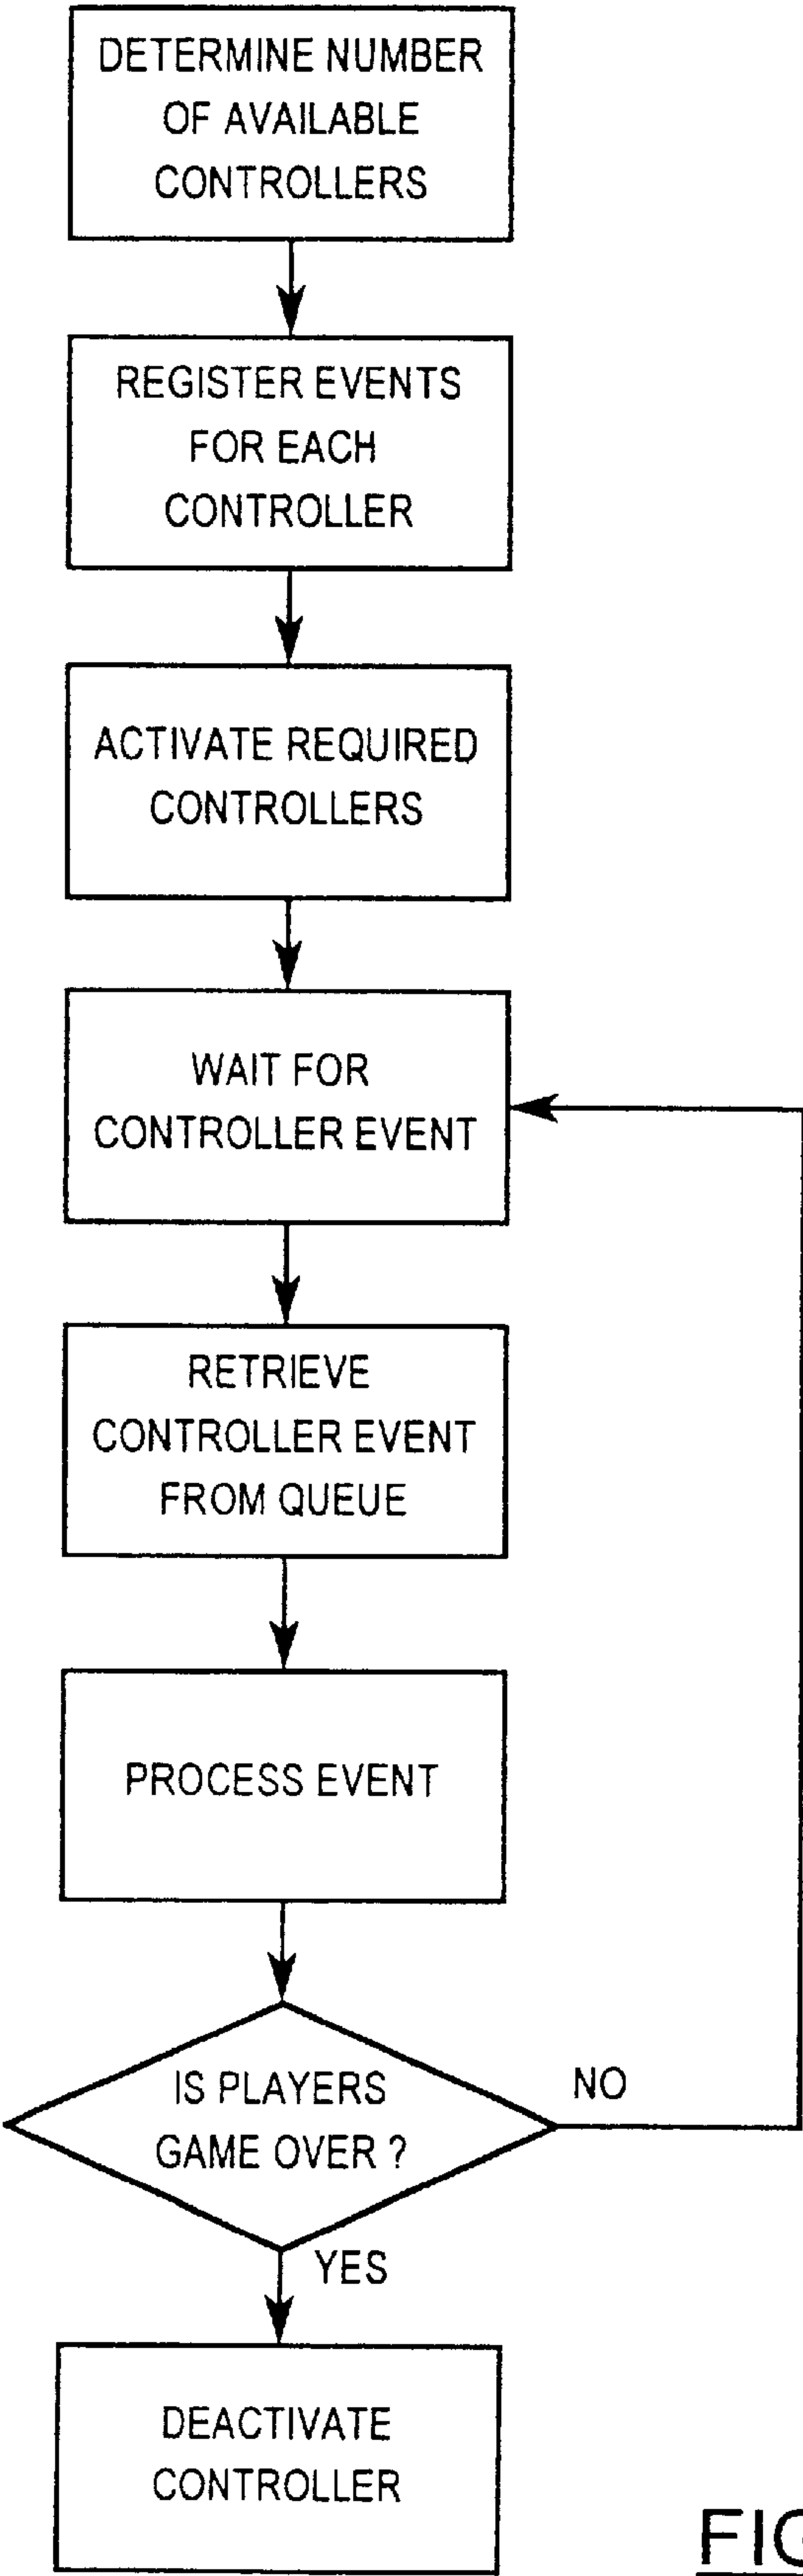 DETERMINE NUMBER
OF AVAILABLE
CONTROLLERS
REGISTER EVENTS
FOR EACH
CONTROLLER
ACTIVATE REQUIRED
CONTROLLERS
WAIT FOR
CONTROLLER EVENT
RETRIEVE
CONTROLLER EVENT
FROM QUEUE
PROCESS EVENT
IS PLAYERS
GAME OVER ?
NO
YES
DEACTIVATE
CONTROLLER
FIG